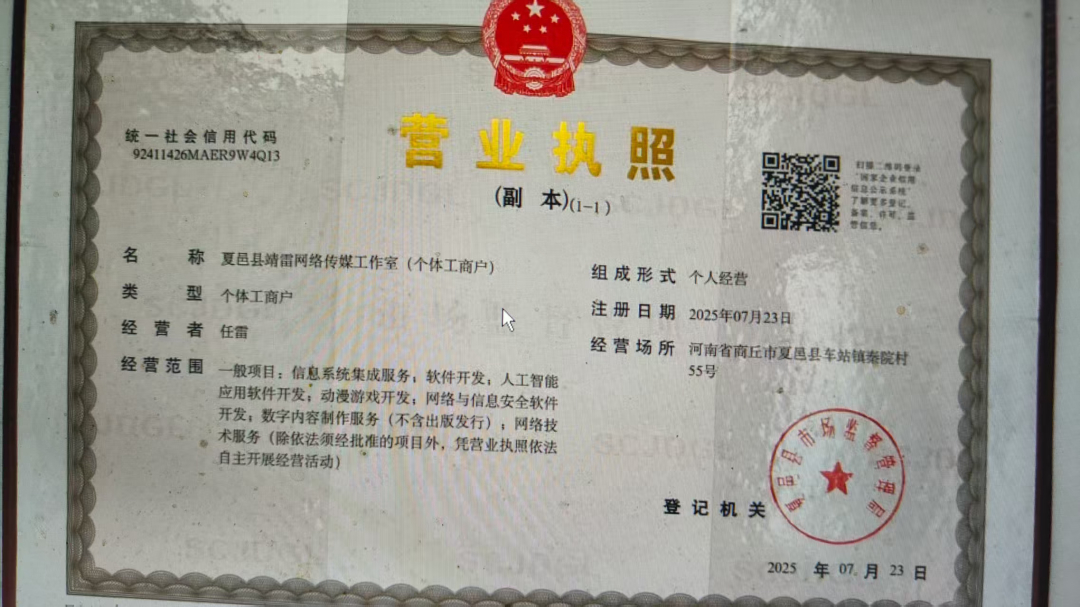 统一社会信用代码
92411426MAER9W4Q13
营业执照
(副 本)(1-1)
扫描二维码登录
“国家企业信用
信息公示系统”
了解更多登记、
备案、许可、监
管信息。
名 称 夏邑县靖雷网络传媒工作室（个体工商户）
类 型 个体工商户
经 营 者 任雷
经 营 范 围 一般项目：信息系统集成服务；软件开发；人工智能
应用软件开发；动漫游戏开发；网络与信息安全软件
开发；数字内容制作服务（不含出版发行）；网络技
术服务（除依法须经批准的项目外，凭营业执照依法
自主开展经营活动）
组 成 形 式 个人经营
注 册 日 期 2025年07月23日
经 营 场 所 河南省商丘市夏邑县车站镇秦院村
55号
夏邑县市场监督管理局
登 记 机 关
2025 年 07 月 23 日